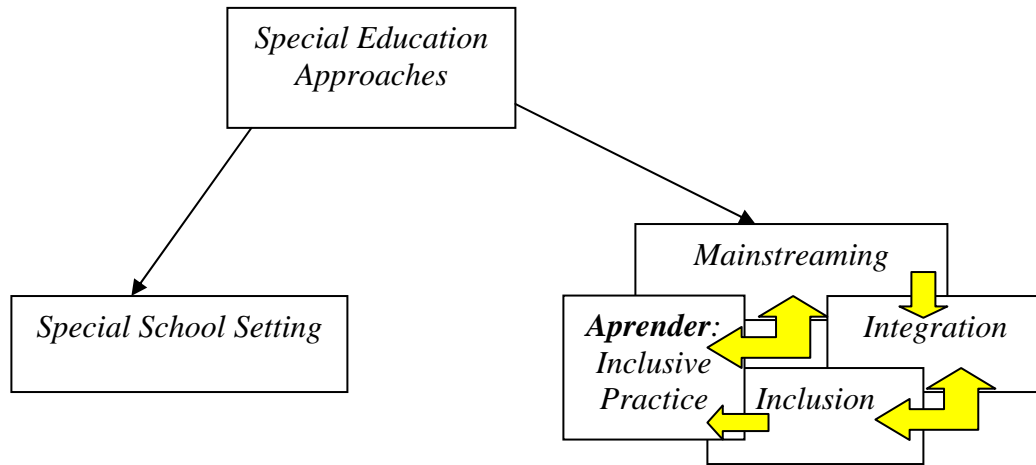 Special Education
Approaches
Mainstreaming
Special School Setting
Aprender:
Inclusive
Practice
Integration
Inclusion